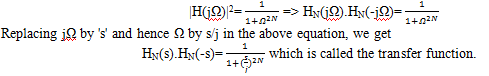 |H(jΩ)|²= 1/(1+Ω^2N) => H_N(jΩ).H_N(-jΩ)= 1/(1+Ω^2N)
Replacing jΩ by 's' and hence Ω by s/j in the above equation, we get
H_N(s).H_N(-s)= 1/(1+(s/j)^2N) which is called the transfer function.